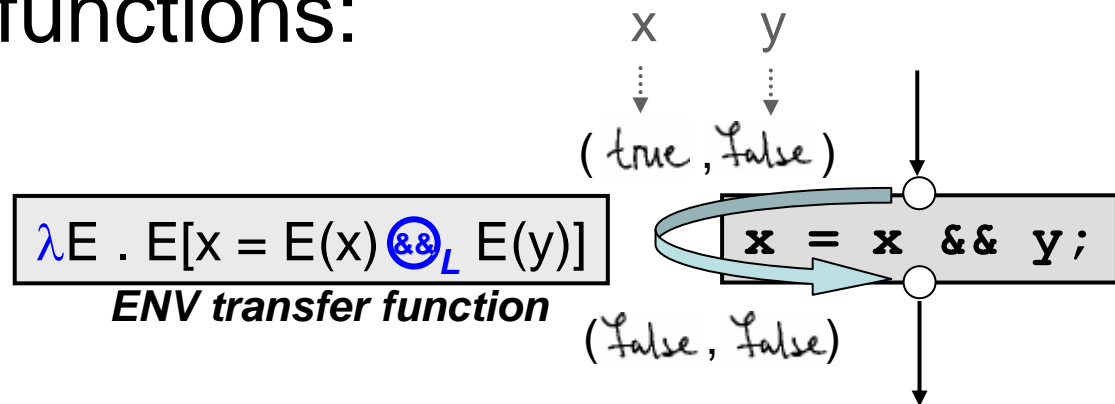 functions:
x y
( true , false )
λE . E[x = E(x) &&L E(y)]
x = x && y;
ENV transfer function
(false, false)